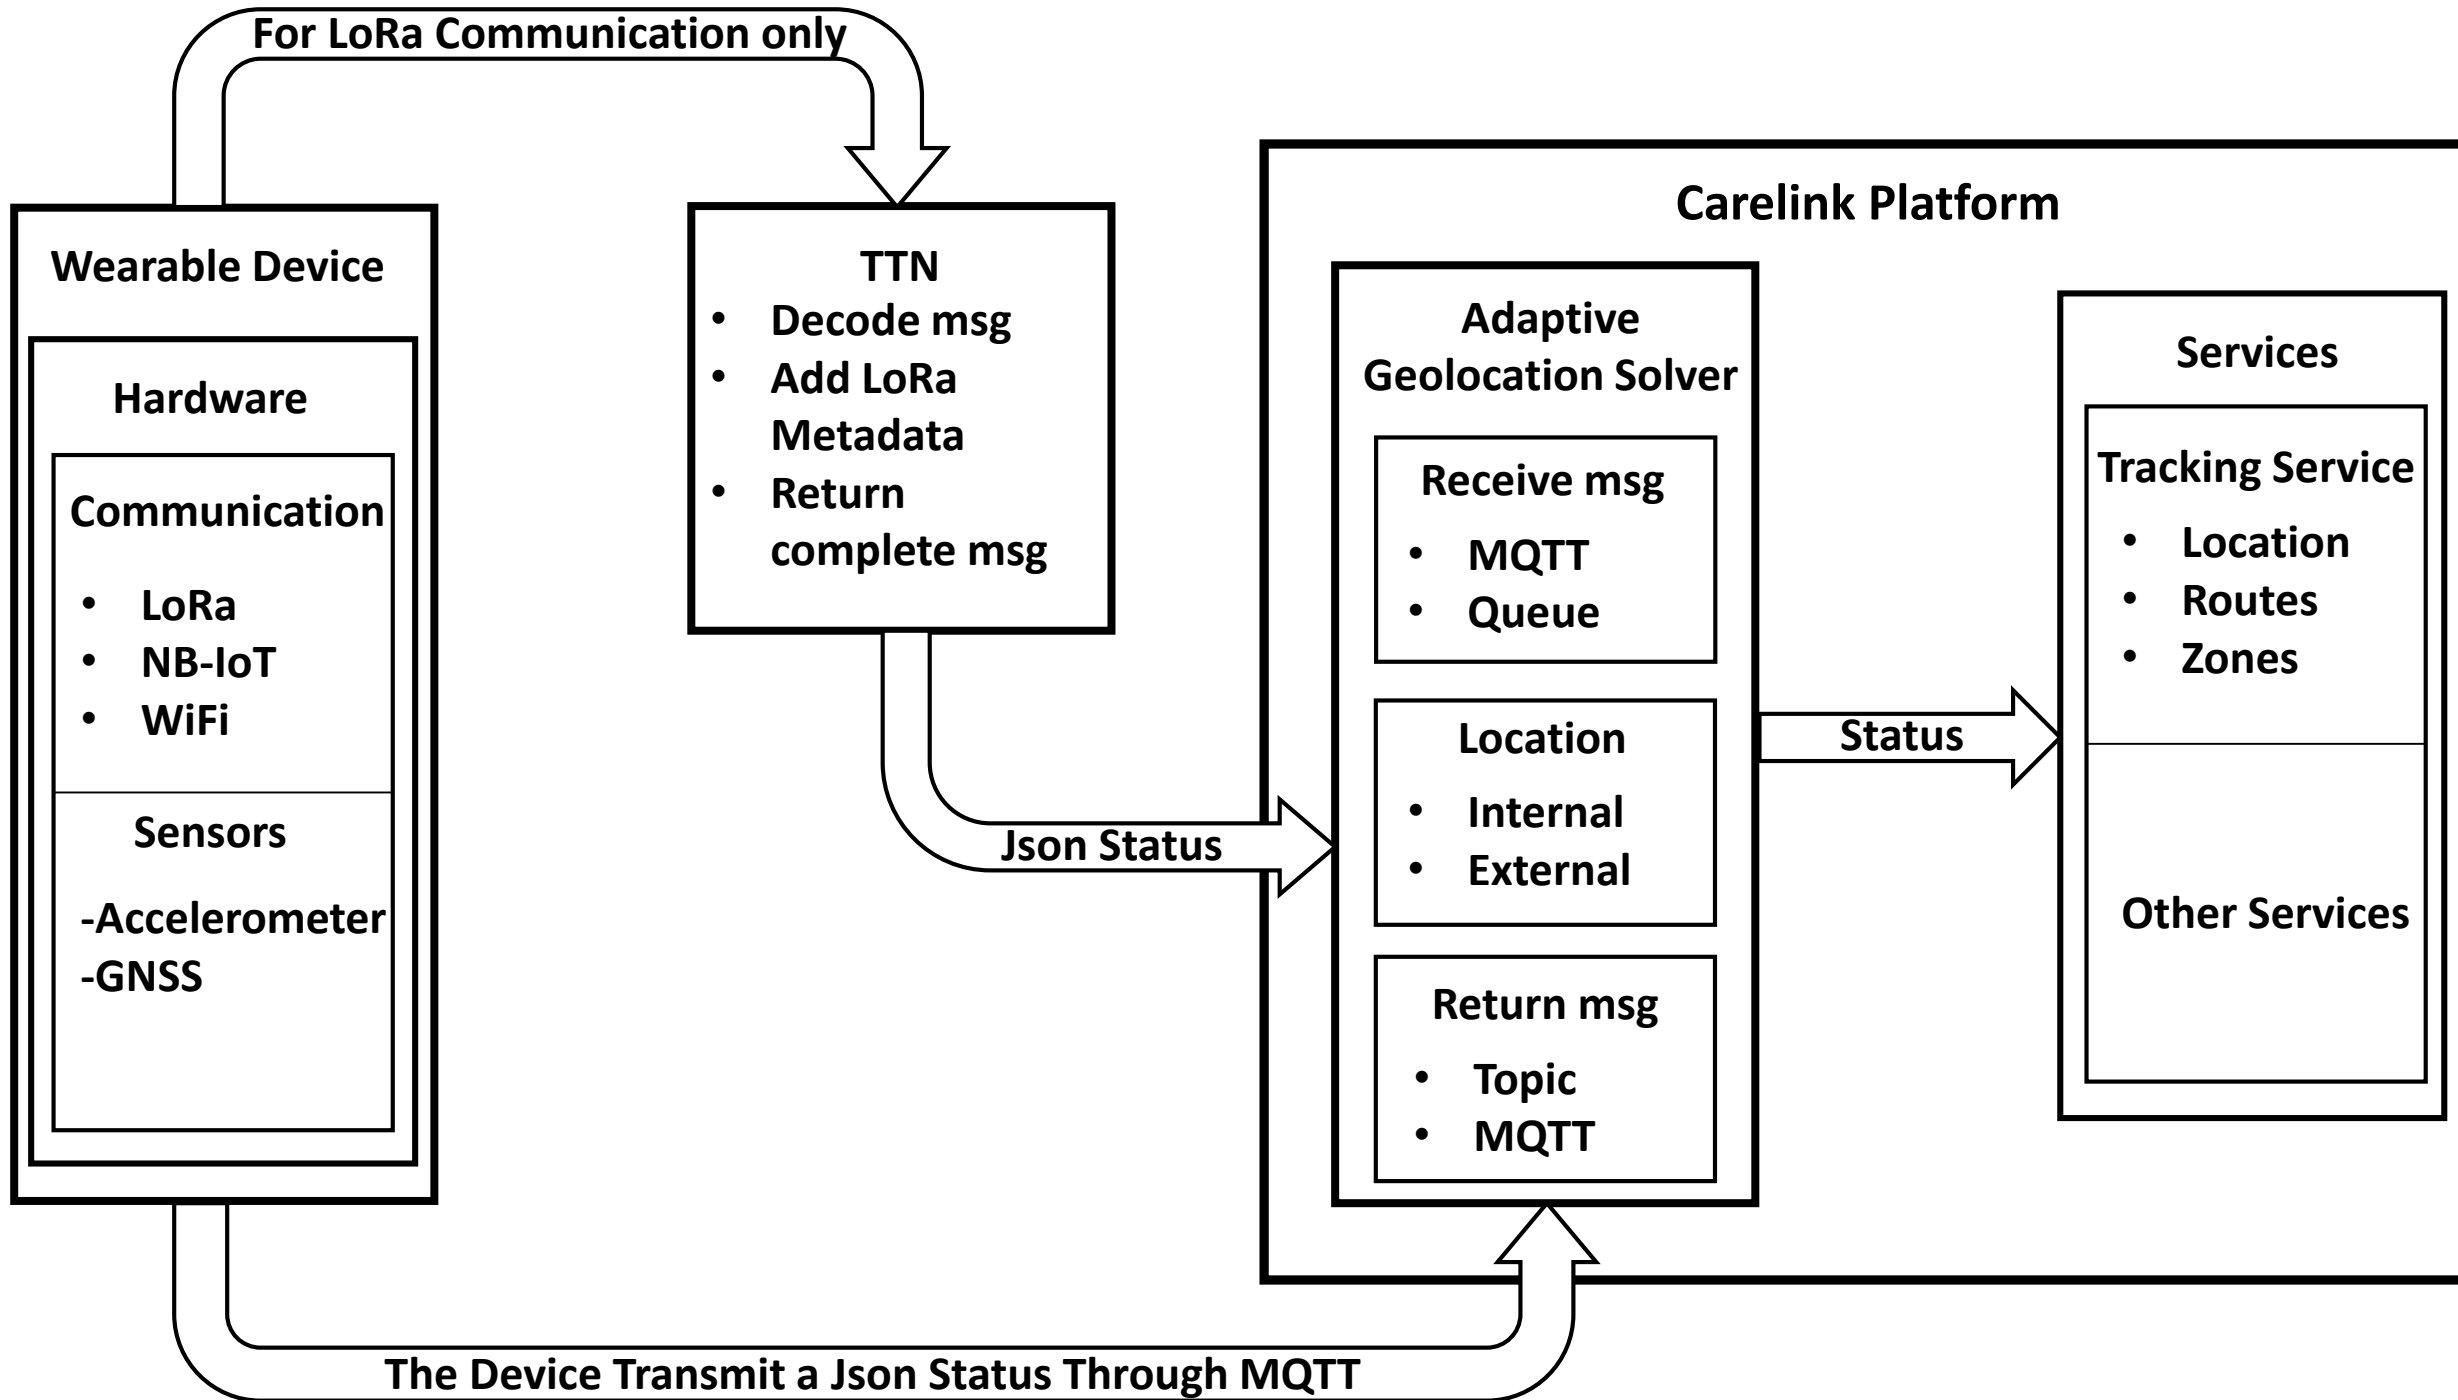 For LoRa Communication only
Wearable Device
Hardware
Communication
• LoRa
• NB-IoT
• WiFi
Sensors
-Accelerometer
-GNSS
TTN
• Decode msg
• Add LoRa
Metadata
• Return
complete msg
Json Status
The Device Transmit a Json Status Through MQTT
Carelink Platform
Adaptive
Geolocation Solver
Receive msg
• MQTT
• Queue
Location
• Internal
• External
Return msg
• Topic
• MQTT
Status
Services
Tracking Service
• Location
• Routes
• Zones
Other Services